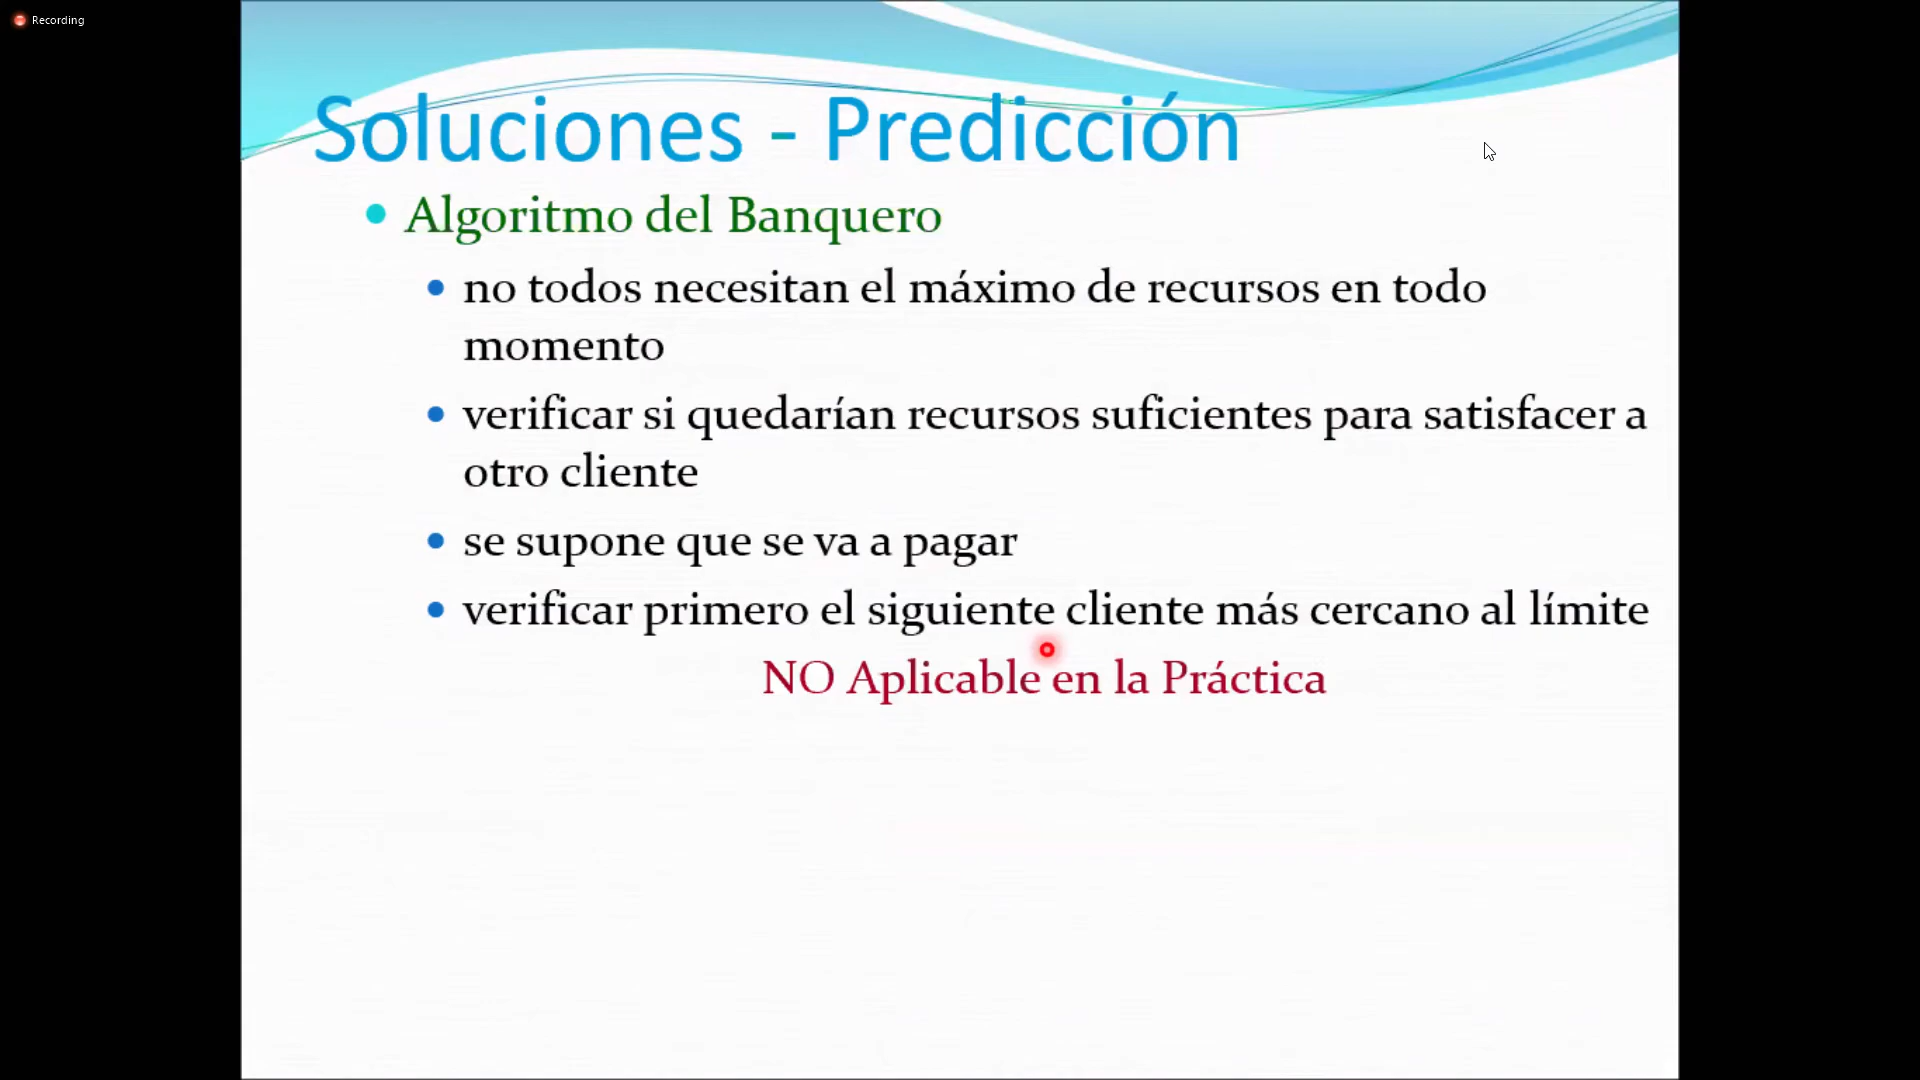 Recording
Soluciones - Predicción
Algoritmo del Banquero
no todos necesitan el máximo de recursos en todo
momento
verificar si quedarían recursos suficientes para satisfacer a
otro cliente
se supone que se va a pagar
verificar primero el siguiente cliente más cercano al límite
NO Aplicable en la Práctica